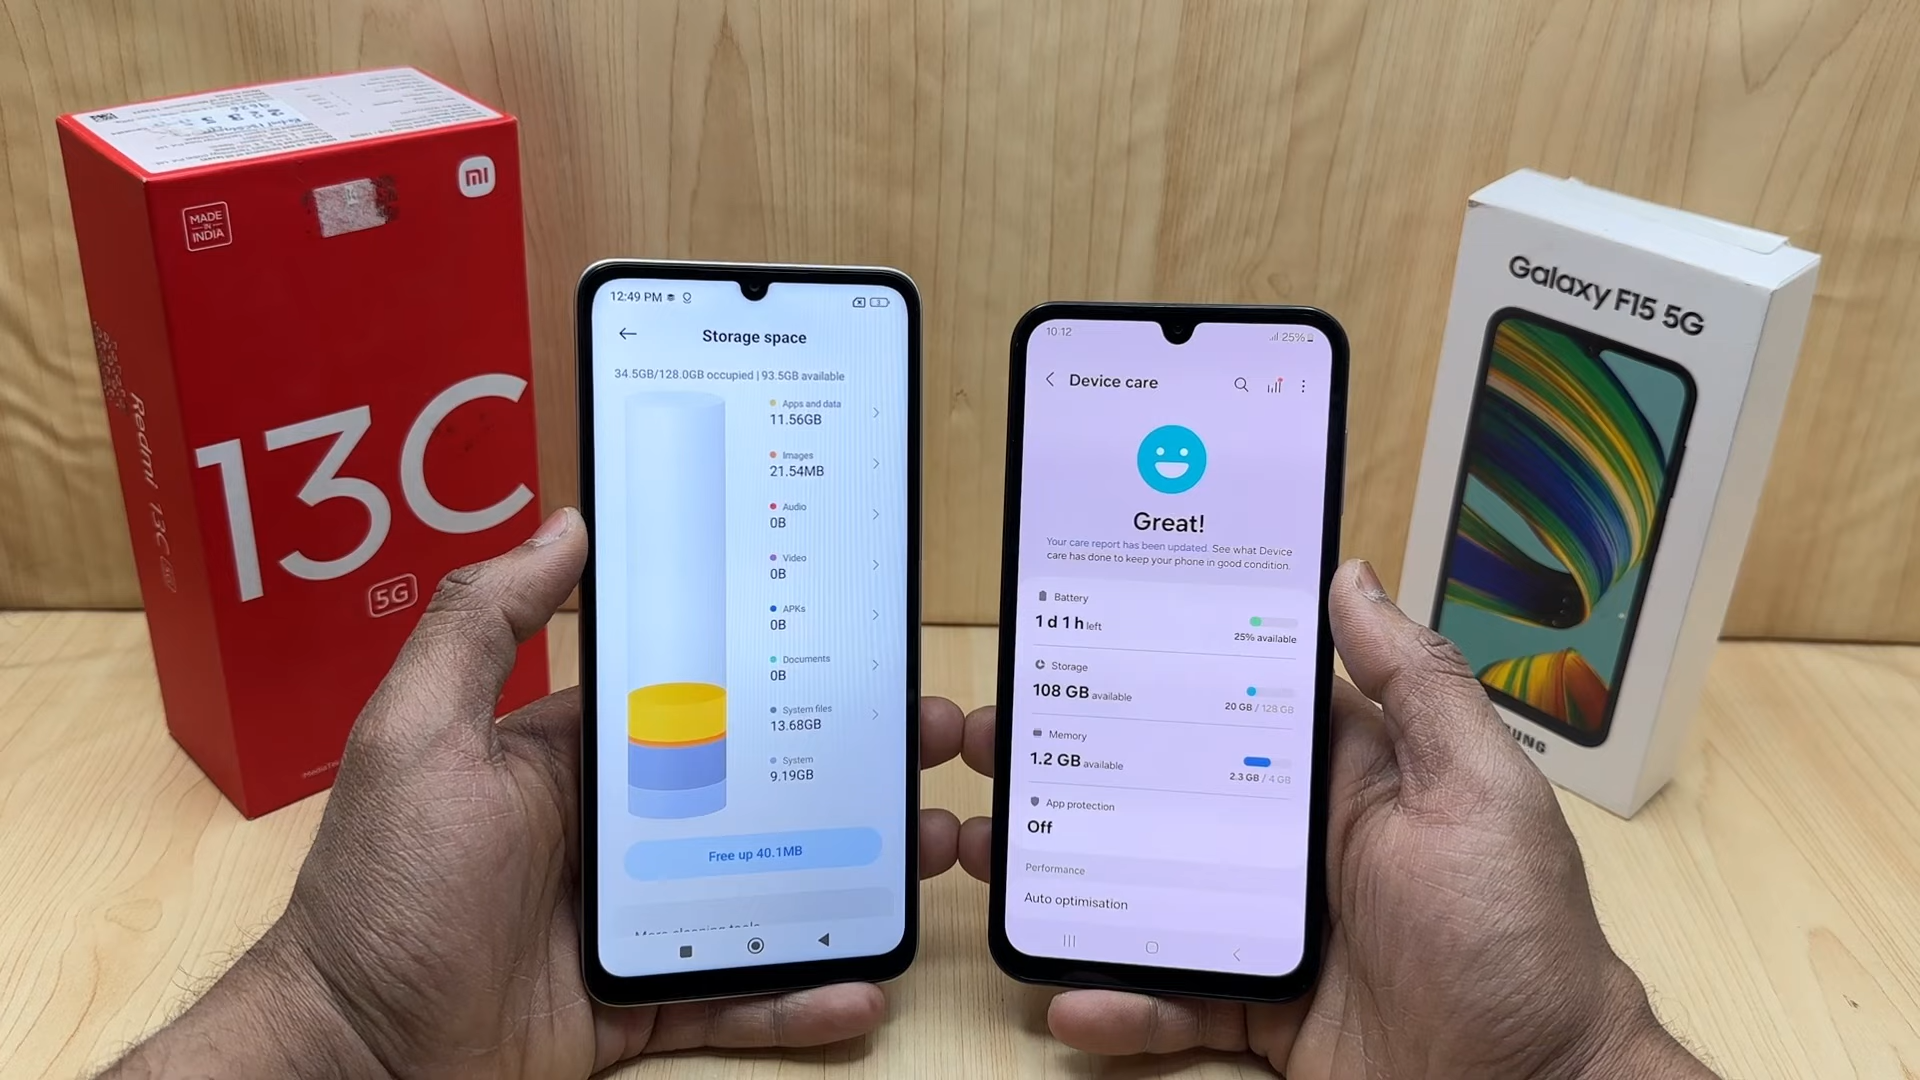 MADE
IN
INDIA
mi
13C
5G
Redmi 13C
12:49 PM
3
Storage space
34.5GB/128.0GB occupied | 93.5GB available
Apps and data
11.56GB
Images
21.54MB
Audio
0B
Video
0B
APKs
0B
Documents
0B
System files
13.68GB
System
9.19GB
Free up 40.1MB
More cleaning tools
10:12
25%
Device care
Great!
Your care report has been updated. See what Device
care has done to keep your phone in good condition.
Battery
1 d 1 h left
25% available
Storage
108 GB available
20 GB / 128 GB
Memory
1.2 GB available
2.3 GB / 4 GB
App protection
Off
Performance
Auto optimisation
Galaxy F15 5G
UNG